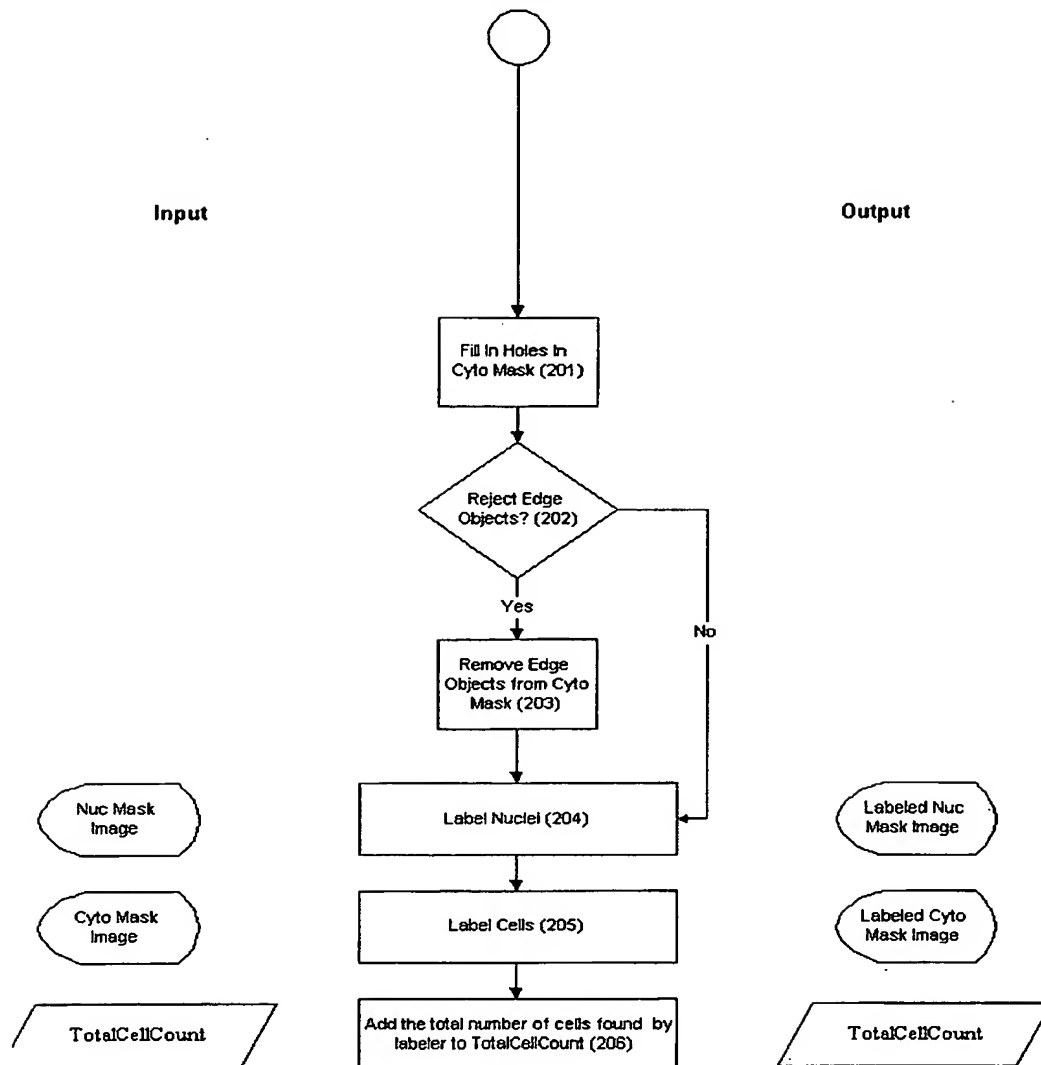 Input
Output
Fill In Holes In
Cyto Mask (201)
Reject Edge
Objects? (202)
Yes
No
Remove Edge
Objects from Cyto
Mask (203)
Nuc Mask
Image
Label Nuclei (204)
Labeled Nuc
Mask Image
Cyto Mask
Image
Label Cells (205)
Labeled Cyto
Mask Image
TotalCellCount
Add the total number of cells found by
labeler to TotalCellCount (206)
TotalCellCount